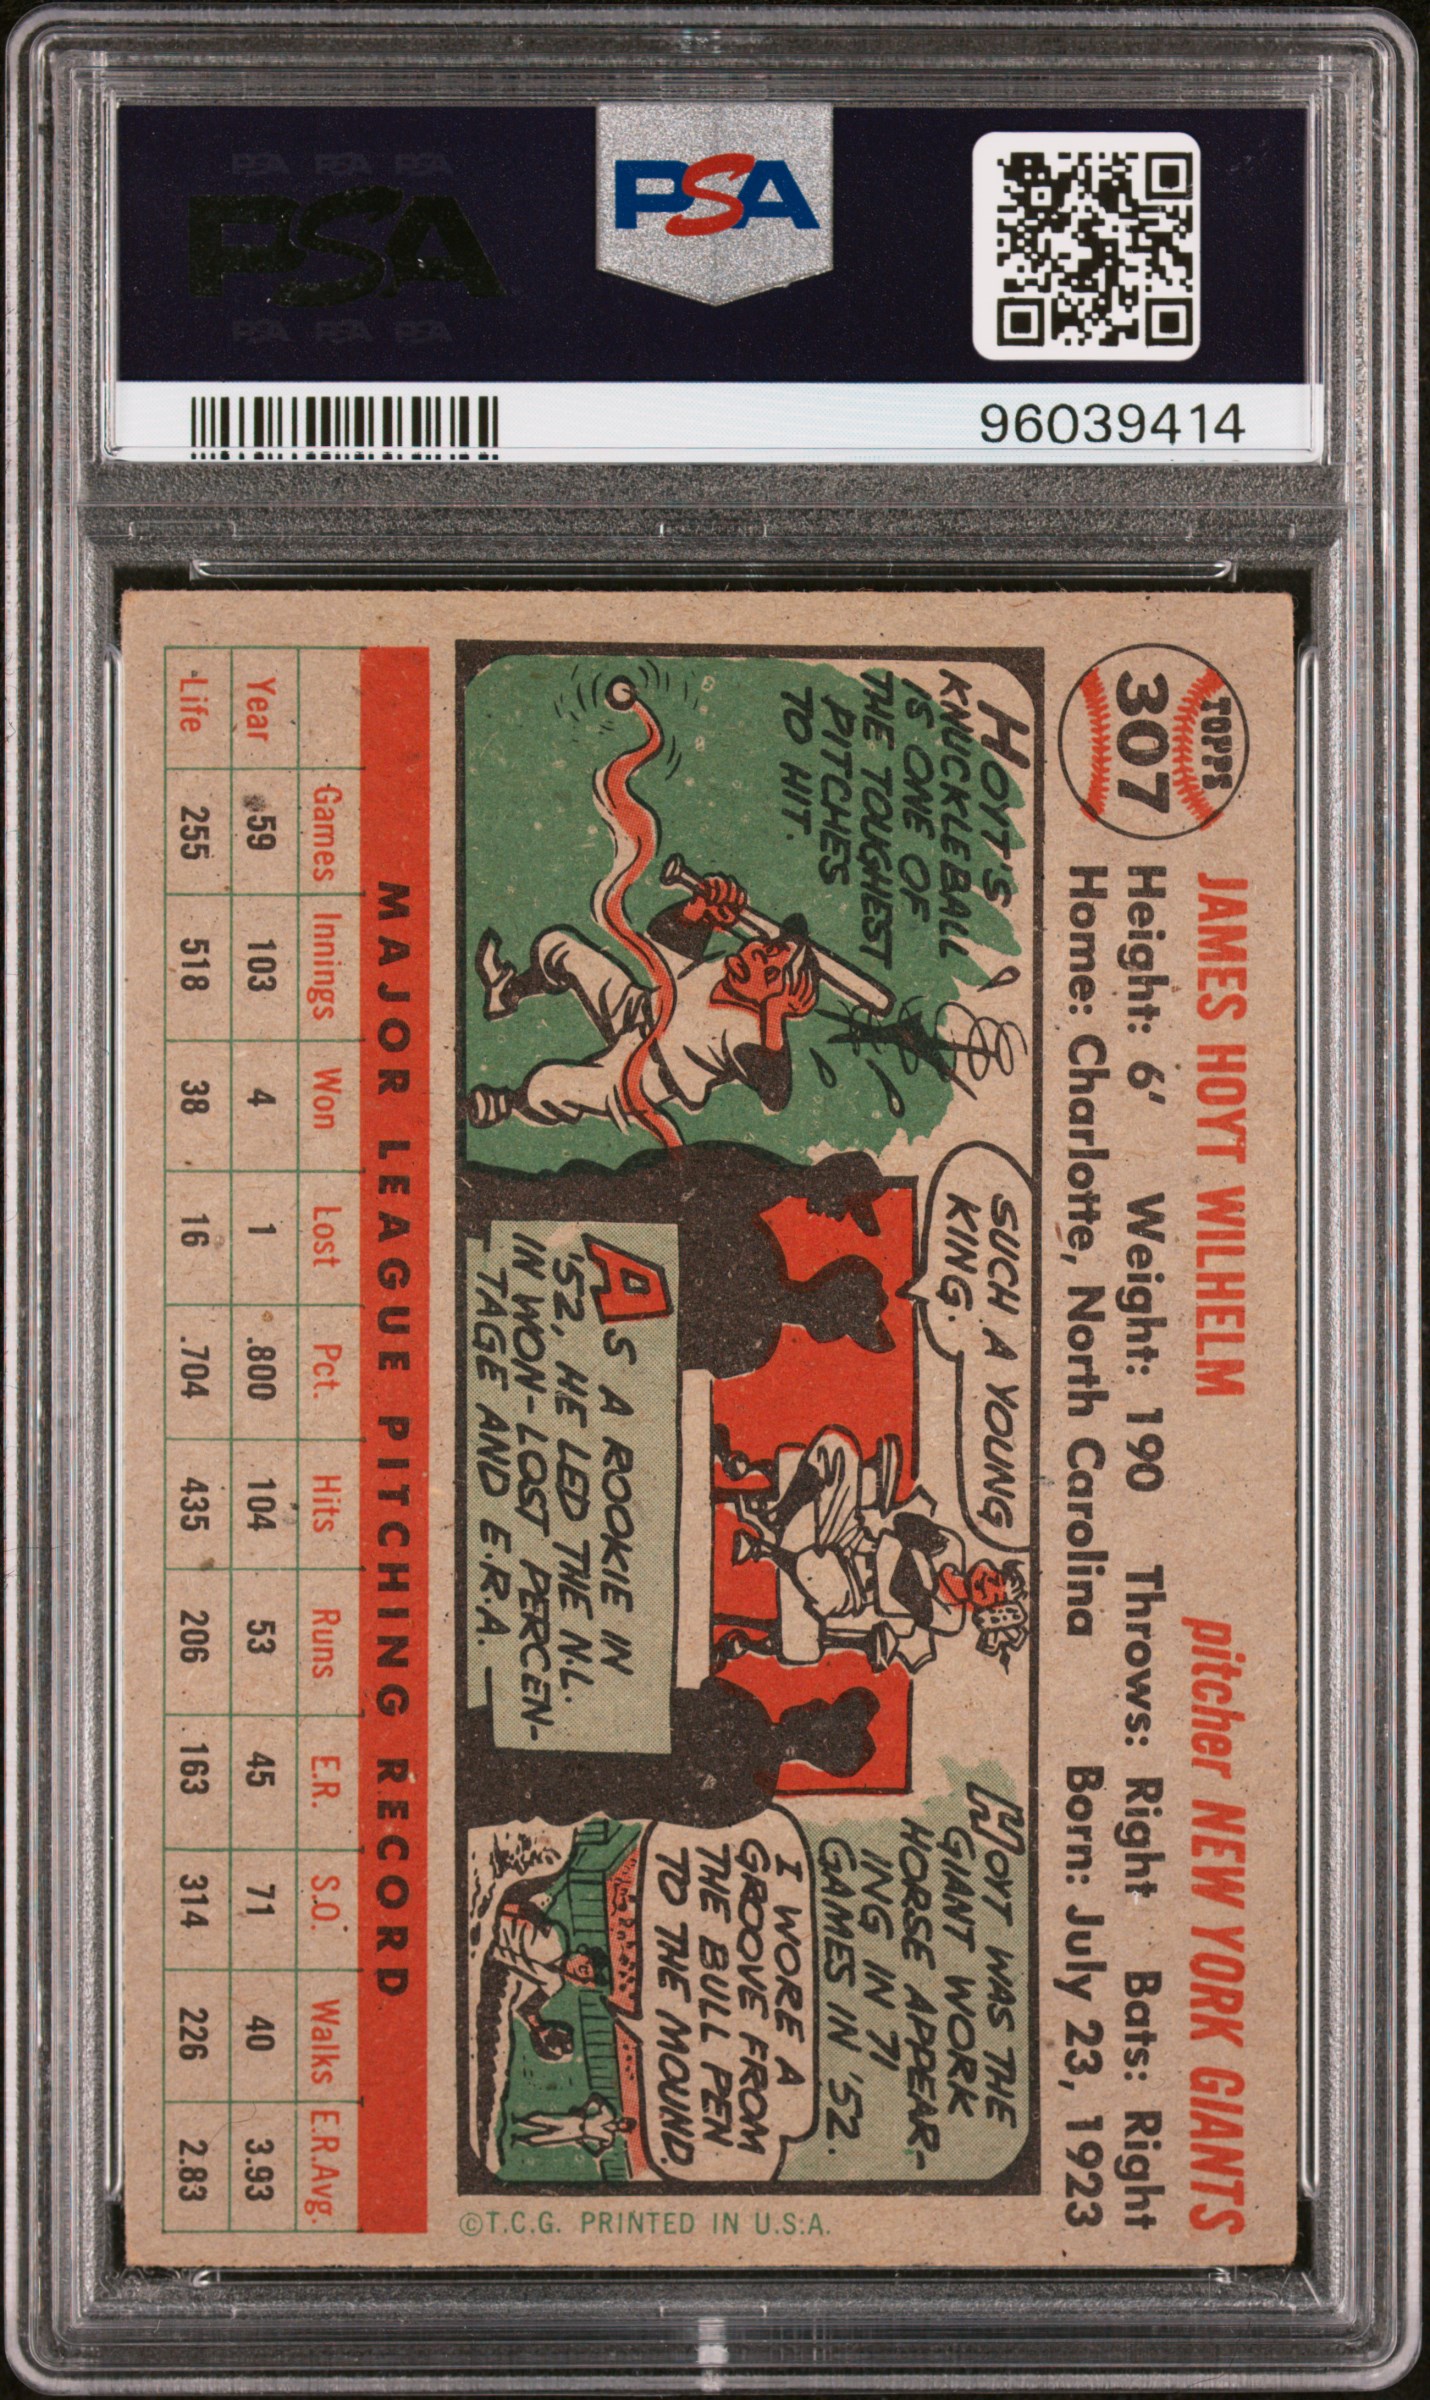 PSA PSA PSA
PSA
PSA PSA PSA
PSA
96039414
TOPPS
307
JAMES HOYT WILHELM
pitcher NEW YORK GIANTS
Height: 6' Weight: 190 Throws: Right Bats: Right
Home: Charlotte, North Carolina Born: July 23, 1923
HOYT'S
KNUCKLEBALL
IS ONE OF
THE TOUGHEST
PITCHES
TO HIT.
SUCH A YOUNG
KING.
AS A ROOKIE IN
'52, HE LED THE N.L.
IN WON-LOST PERCEN-
TAGE AND E.R.A.
HOYT WAS THE
GIANT WORK
HORSE APPEAR-
ING IN 71
GAMES IN '52.
I WORE A
GROOVE FROM
THE BULL PEN
TO THE MOUND.
MAJOR LEAGUE PITCHING RECORD
Games Innings Won Lost Pct. Hits Runs E.R. S.O. Walks E.R.Avg.
Year 59 103 4 1 .800 104 53 45 71 40 3.93
Life 255 518 38 16 .704 435 206 163 314 226 2.83
©T.C.G. PRINTED IN U.S.A.